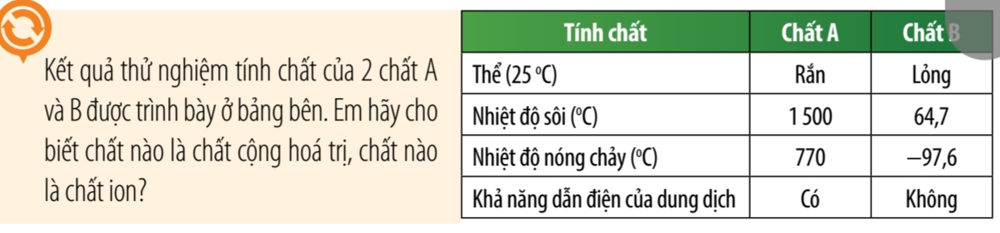 Kết quả thử nghiệm tính chất của 2 chất A
và B được trình bày ở bảng bên. Em hãy cho
biết chất nào là chất cộng hoá trị, chất nào
là chất ion?
Tính chất Chất A Chất B
Thể (25 °C) Rắn Lỏng
Nhiệt độ sôi (°C) 1 500 64,7
Nhiệt độ nóng chảy (°C) 770 –97,6
Khả năng dẫn điện của dung dịch Có Không